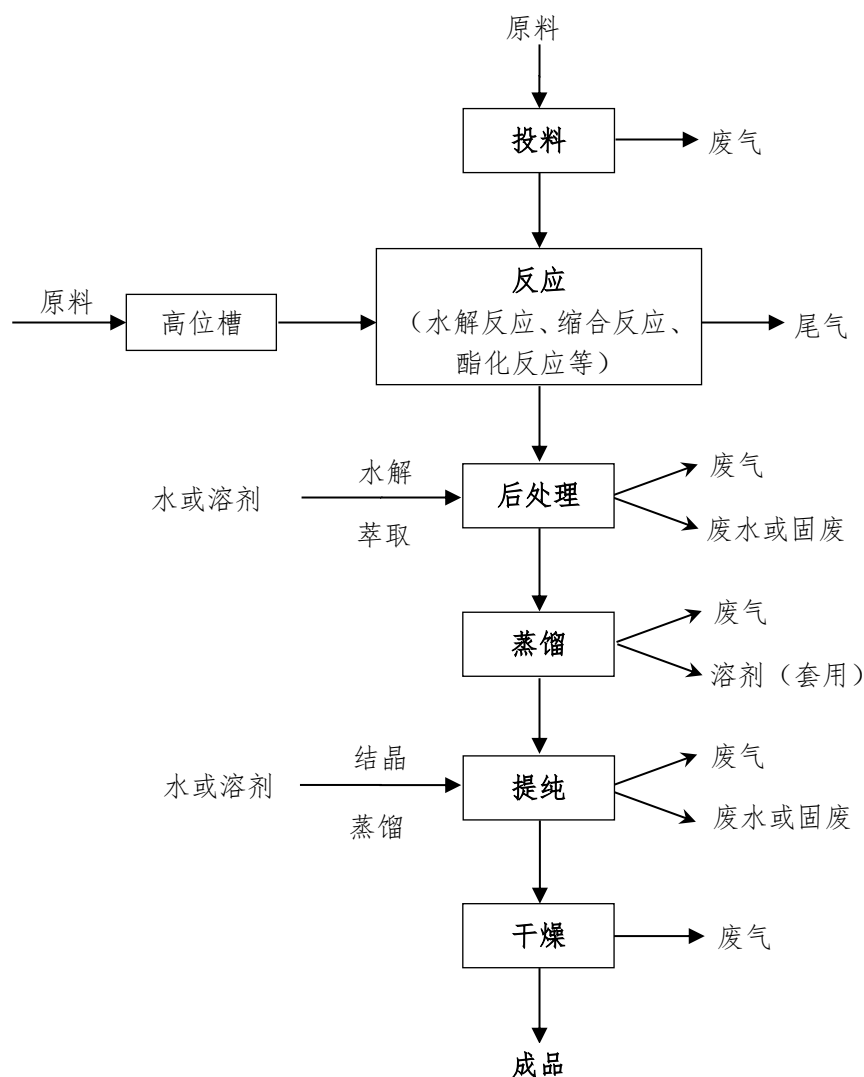 原料
投料
废气
反应
原料
高位槽
（水解反应、缩合反应、
尾气
酯化反应等）
水解
废气
水或溶剂
后处理
萃取
废水或固废
废气
蒸馏
溶剂（套用）
结晶
废气
水或溶剂
提纯
蒸馏
废水或固废
干燥
废气
成品